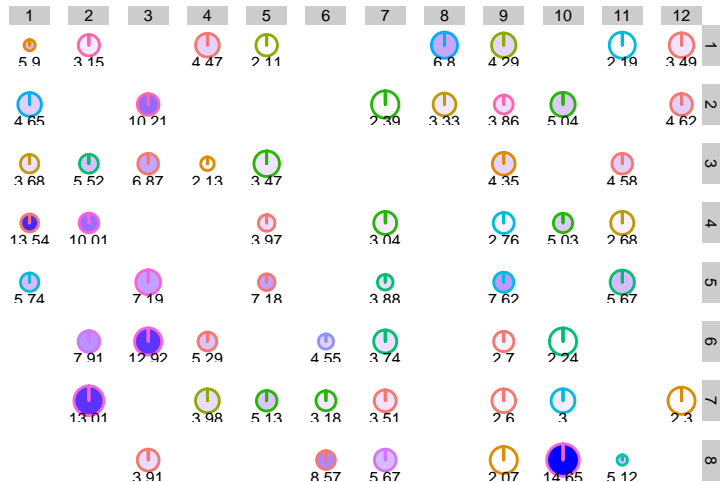 1 2 3 4 5 6 7 8 9 10 11 12
5.9 3.15 4.47 2.11 6.8 4.29 2.19 3.49 1
4.65 10.21 2.39 3.33 3.86 5.04 4.62 2
3.68 5.52 6.87 2.13 3.47 4.35 4.58 3
13.54 10.01 3.97 3.04 2.76 5.03 2.68 4
5.74 7.19 7.18 3.88 7.62 5.67 5
7.91 12.92 5.29 4.55 3.74 2.7 2.24 6
13.01 3.98 5.13 3.18 3.51 2.6 3 2.3 7
3.91 8.57 5.67 2.07 14.65 5.12 8